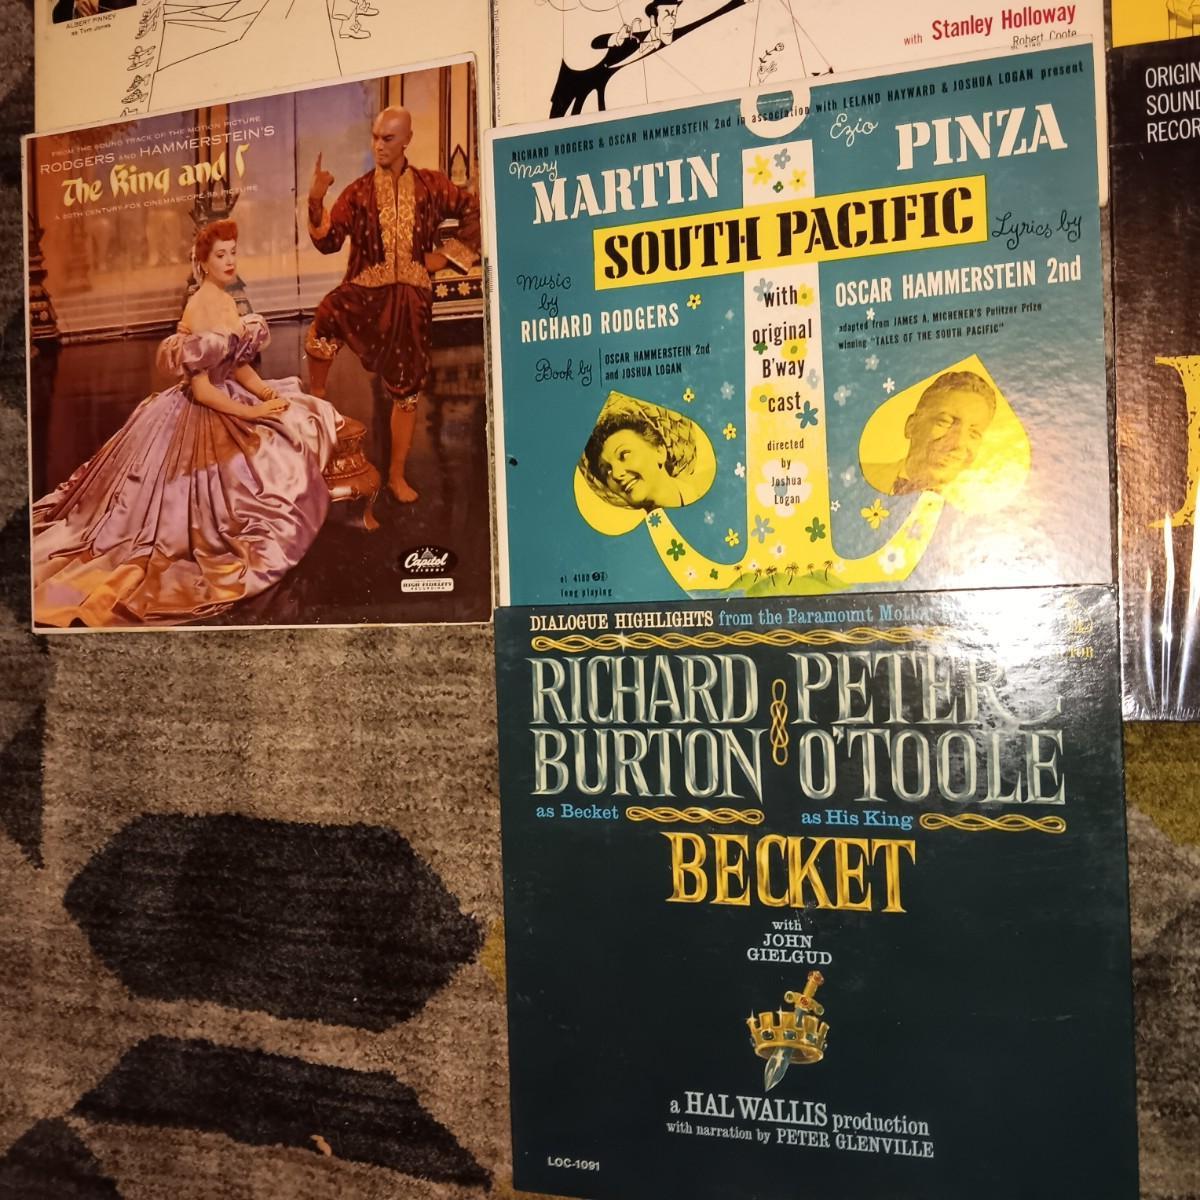 ALBERT FINNEY
as Tom Jones
with Stanley Holloway
Robert Coote
ORIGIN
SOUND
RECOR
FROM THE SOUND TRACK OF THE MOTION PICTURE
RODGERS AND HAMMERSTEIN'S
The King and I
A 20TH CENTURY-FOX CINEMASCOPE 55 PICTURE
Capitol
RECORDS
HIGH FIDELITY
RECORDING
RICHARD RODGERS & OSCAR HAMMERSTEIN 2nd in association with LELAND HAYWARD & JOSHUA LOGAN present
Mary
MARTIN
Ezio
PINZA
SOUTH PACIFIC
Music
by
RICHARD RODGERS
Lyrics by
OSCAR HAMMERSTEIN 2nd
Book by
OSCAR HAMMERSTEIN 2nd
and JOSHUA LOGAN
adapted from JAMES A. MICHENER'S Pulitzer Prize
winning "TALES OF THE SOUTH PACIFIC"
with
original
B'way
cast
directed
by
Joshua
Logan
ol 4180
long playing
DIALOGUE HIGHLIGHTS from the Paramount
RICHARD
BURTON
as Becket
PETER
O'TOOLE
as His King
BECKET
with
JOHN
GIELGUD
a HAL WALLIS production
with narration by PETER GLENVILLE
LOC-1091